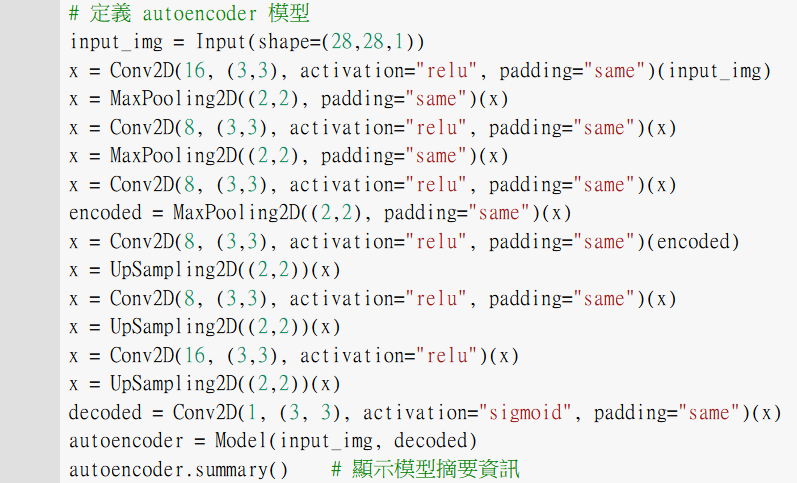 # 定義 autoencoder 模型
input_img = Input(shape=(28,28,1))
x = Conv2D(16, (3,3), activation="relu", padding="same")(input_img)
x = MaxPooling2D((2,2), padding="same")(x)
x = Conv2D(8, (3,3), activation="relu", padding="same")(x)
x = MaxPooling2D((2,2), padding="same")(x)
x = Conv2D(8, (3,3), activation="relu", padding="same")(x)
encoded = MaxPooling2D((2,2), padding="same")(x)
x = Conv2D(8, (3,3), activation="relu", padding="same")(encoded)
x = UpSampling2D((2,2))(x)
x = Conv2D(8, (3,3), activation="relu", padding="same")(x)
x = UpSampling2D((2,2))(x)
x = Conv2D(16, (3,3), activation="relu")(x)
x = UpSampling2D((2,2))(x)
decoded = Conv2D(1, (3, 3), activation="sigmoid", padding="same")(x)
autoencoder = Model(input_img, decoded)
autoencoder.summary()    # 顯示模型摘要資訊